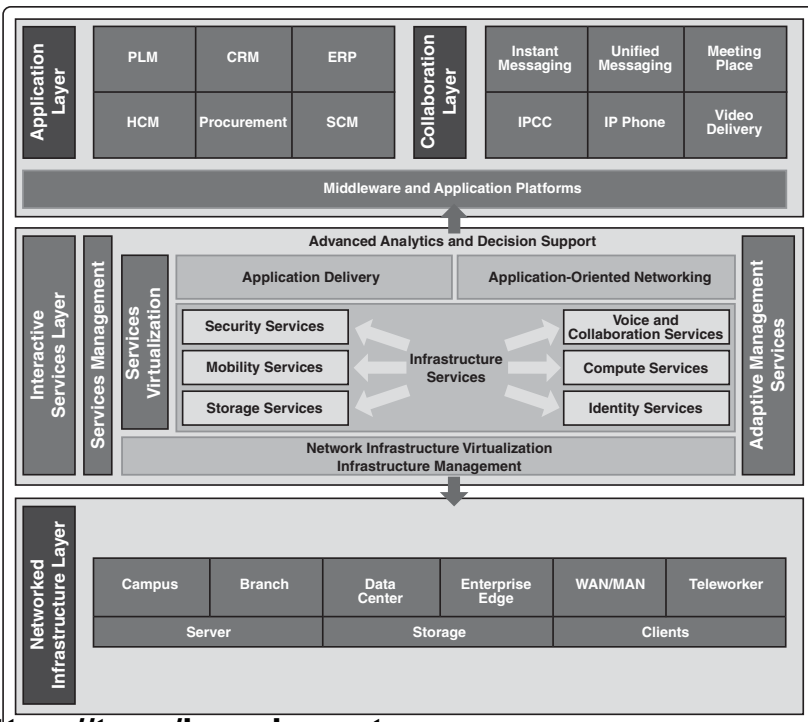 Application
Layer
PLM
CRM
ERP
HCM
Procurement
SCM
Collaboration
Layer
Instant
Messaging
Unified
Messaging
Meeting
Place
IPCC
IP Phone
Video
Delivery
Middleware and Application Platforms
Interactive
Services Layer
Services Management
Services
Virtualization
Advanced Analytics and Decision Support
Application Delivery
Application-Oriented Networking
Security Services
Mobility Services
Storage Services
Infrastructure
Services
Voice and
Collaboration Services
Compute Services
Identity Services
Network Infrastructure Virtualization
Infrastructure Management
Adaptive Management
Services
Networked
Infrastructure Layer
Campus
Branch
Data
Center
Enterprise
Edge
WAN/MAN
Teleworker
Server
Storage
Clients